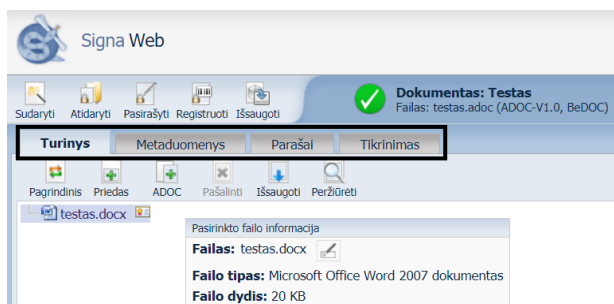 Signa Web
Sudaryti Atidaryti Pasirašyti Registruoti Išsaugoti
Dokumentas: Testas
Failas: testas.adoc (ADOC-V1.0, BeDOC)
Turinys Metaduomenys Parašai Tikrinimas
Pagrindinis Priedas ADOC Pašalinti Išsaugoti Peržiūrėti
testas.docx
Pasirinkto failo informacija
Failas: testas.docx
Failo tipas: Microsoft Office Word 2007 dokumentas
Failo dydis: 20 KB